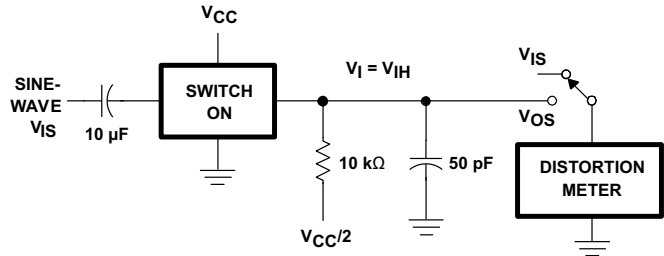 VCC
SINE-
WAVE
VIS
10 µF
SWITCH
ON
VI = VIH
10 kΩ
VCC/2
50 pF
VIS
VOS
DISTORTION
METER